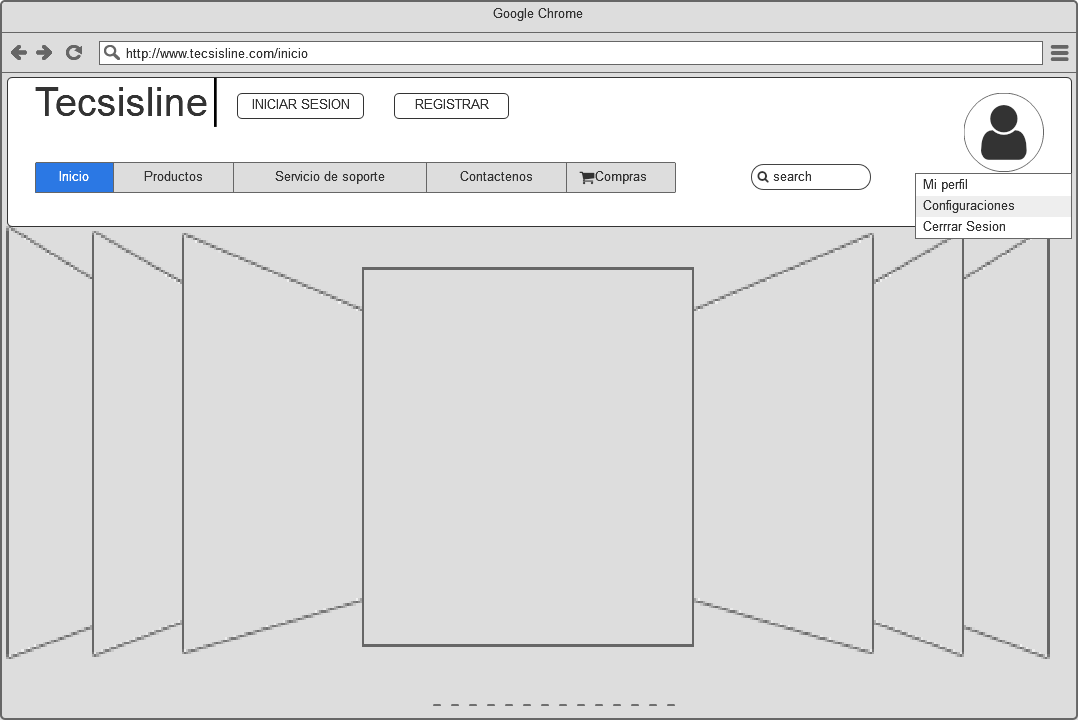 Google Chrome
http://www.tecsisline.com/inicio
Tecsisline
INICIAR SESION
REGISTRAR
Inicio
Productos
Servicio de soporte
Contactenos
Compras
search
Mi perfil
Configuraciones
Cerrrar Sesion